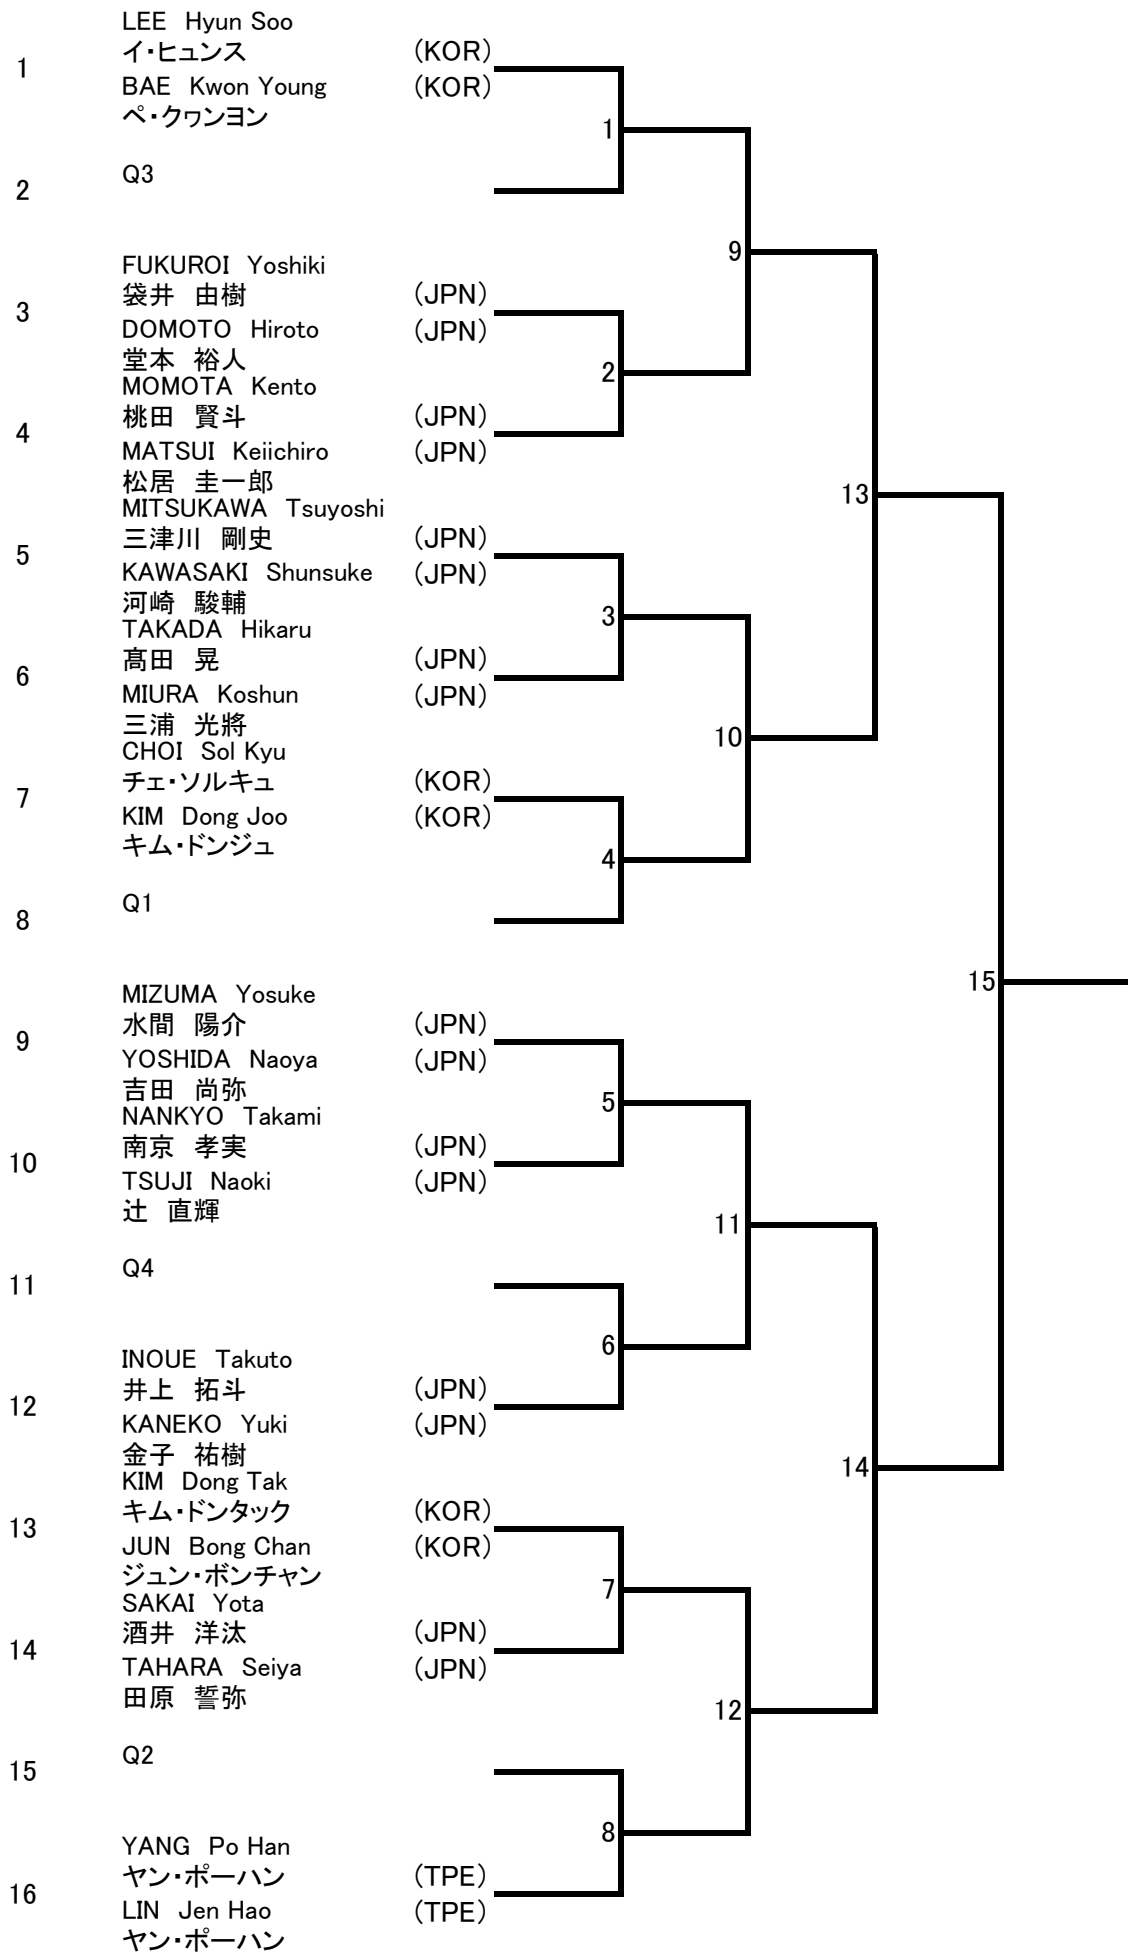 LEE Hyun Soo
イ・ヒュンス (KOR)
1
BAE Kwon Young (KOR)
ペ・クヮンヨン
1
Q3
2
9
FUKUROI Yoshiki
袋井 由樹 (JPN)
3
DOMOTO Hiroto (JPN)
堂本 裕人
2
MOMOTA Kento
桃田 賢斗 (JPN)
4
MATSUI Keiichiro (JPN)
松居 圭一郎
13
MITSUKAWA Tsuyoshi
三津川 剛史 (JPN)
5
KAWASAKI Shunsuke (JPN)
河崎 駿輔
3
TAKADA Hikaru
髙田 晃 (JPN)
6
MIURA Koshun (JPN)
三浦 光將
10
CHOI Sol Kyu
チェ・ソルキュ (KOR)
7
KIM Dong Joo (KOR)
キム・ドンジュ
4
Q1
8
15
MIZUMA Yosuke
水間 陽介 (JPN)
9
YOSHIDA Naoya (JPN)
吉田 尚弥
5
NANKYO Takami
南京 孝実 (JPN)
10
TSUJI Naoki (JPN)
辻 直輝
11
Q4
11
6
INOUE Takuto
井上 拓斗 (JPN)
12
KANEKO Yuki (JPN)
金子 祐樹
14
KIM Dong Tak
キム・ドンタック (KOR)
13
JUN Bong Chan (KOR)
ジュン・ボンチャン
7
SAKAI Yota
酒井 洋汰 (JPN)
14
TAHARA Seiya (JPN)
田原 誓弥
12
Q2
15
8
YANG Po Han
ヤン・ポーハン (TPE)
16
LIN Jen Hao (TPE)
ヤン・ポーハン